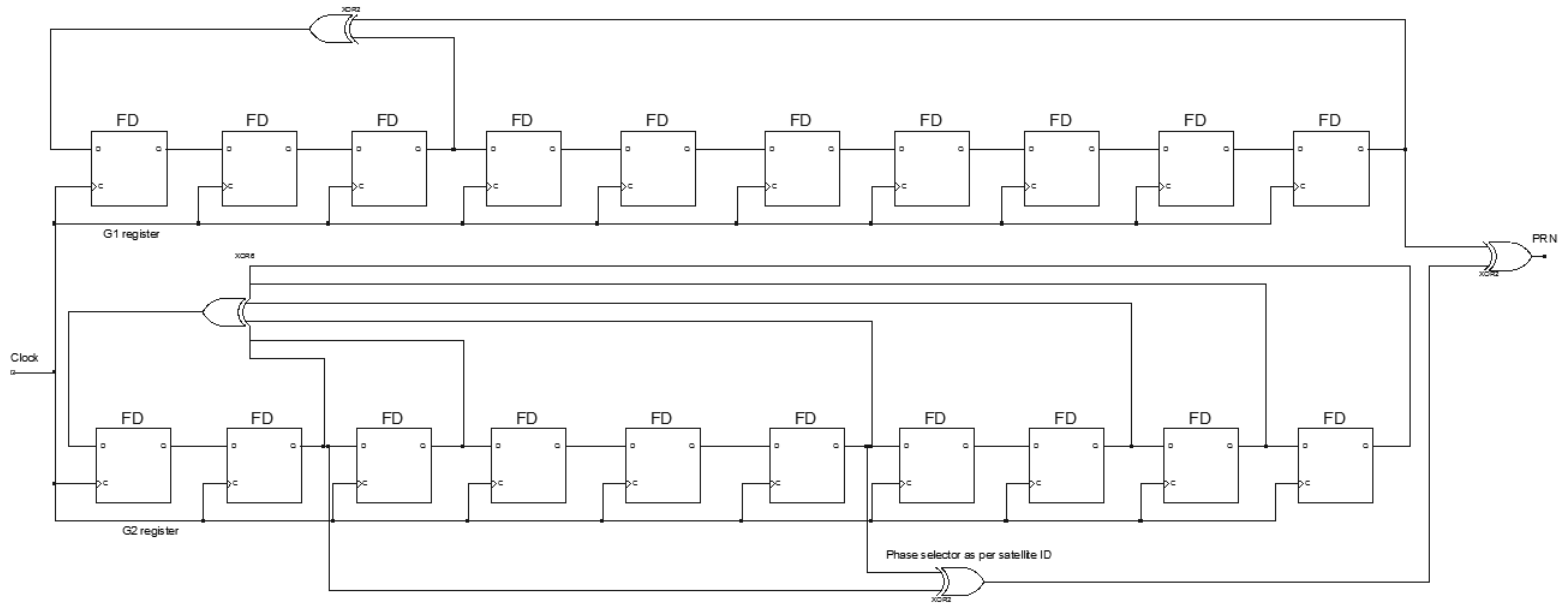 XOR2
FD FD FD FD FD FD FD FD FD FD
D Q D Q D Q D Q D Q D Q D Q D Q D Q D Q
C C C C C C C C C C
G1 register
PRN
XOR6
XOR2
Clock
FD FD FD FD FD FD FD FD FD FD
D Q D Q D Q D Q D Q D Q D Q D Q D Q D Q
C C C C C C C C C C
G2 register
Phase selector as per satellite ID
XOR2